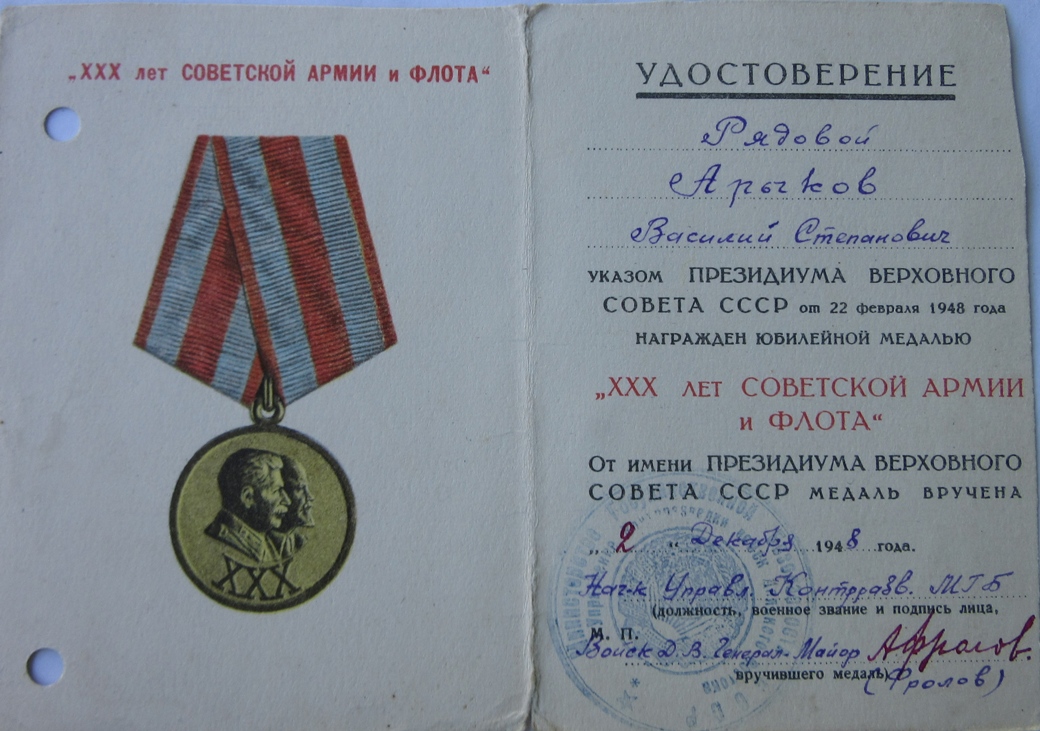 „XXX лет СОВЕТСКОЙ АРМИИ и ФЛОТА“
XXX
УДОСТОВЕРЕНИЕ
Рядовой
Арычков
Василий Степанович
УКАЗОМ ПРЕЗИДИУМА ВЕРХОВНОГО
СОВЕТА СССР от 22 февраля 1948 года
НАГРАЖДЕН ЮБИЛЕЙНОЙ МЕДАЛЬЮ
„XXX ЛЕТ СОВЕТСКОЙ АРМИИ
и ФЛОТА“
От имени ПРЕЗИДИУМА ВЕРХОВНОГО
СОВЕТА СССР МЕДАЛЬ ВРУЧЕНА
„2“ Декабря 1948 года.
Нач-к Управл. Контрразв. МГБ
(должность, военное звание и подпись лица,
М. П.
Войск Д.В. Генерал-Майор АФролов.
вручившего медаль)
(Фролов)